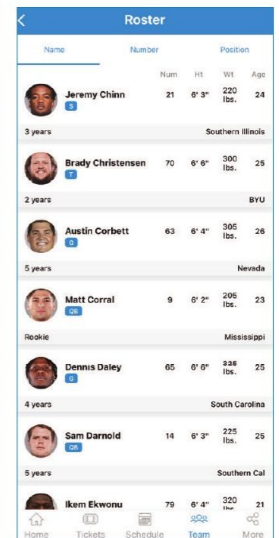 Roster
Name Number Position
Num Ht Wt Age
Jeremy Chinn 21 6' 3" 220 lbs. 24
S
3 years Southern Illinois
Brady Christensen 70 6' 6" 300 lbs. 25
T
2 years BYU
Austin Corbett 63 6' 4" 305 lbs. 26
G
5 years Nevada
Matt Corral 9 6' 2" 205 lbs. 23
QB
Rookie Mississippi
Dennis Daley 65 6' 6" 325 lbs. 25
G
4 years South Carolina
Sam Darnold 14 6' 3" 225 lbs. 25
QB
5 years Southern Cal
Ikem Ekwonu 79 6' 4" 320 lbs. 21
Home Tickets Schedule Team More